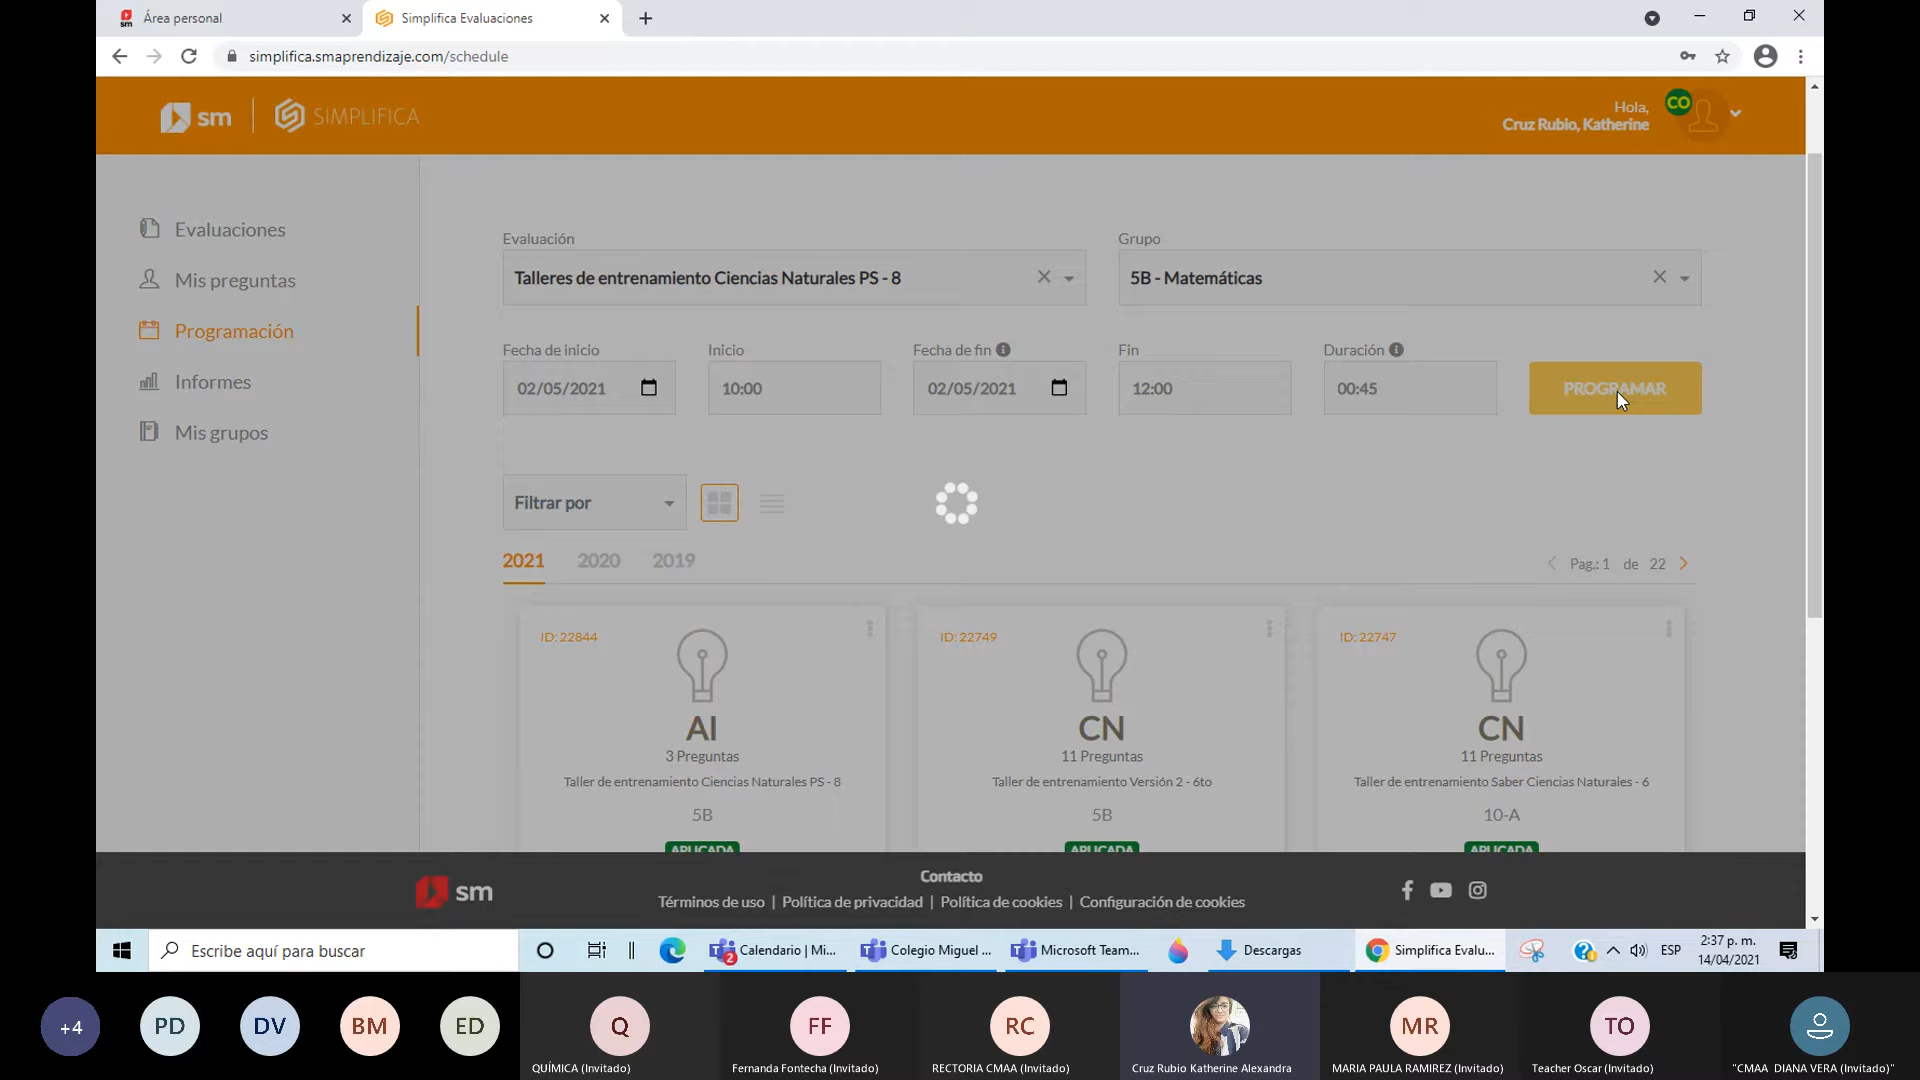 Área personal
Simplifica Evaluaciones
simplifica.smaprendizaje.com/schedule
sm
SIMPLIFICA
Hola,
Cruz Rubio, Katherine
CO
Evaluaciones
Mis preguntas
Programación
Informes
Mis grupos
Evaluación
Talleres de entrenamiento Ciencias Naturales PS - 8
Grupo
5B - Matemáticas
Fecha de inicio
02/05/2021
Inicio
10:00
Fecha de fin
02/05/2021
Fin
12:00
Duración
00:45
PROGRAMAR
Filtrar por
2021 2020 2019
Pag.: 1 de 22
ID: 22844
AI
3 Preguntas
Taller de entrenamiento Ciencias Naturales PS - 8
5B
APLICADA
ID: 22749
CN
11 Preguntas
Taller de entrenamiento Versión 2 - 6to
5B
APLICADA
ID: 22747
CN
11 Preguntas
Taller de entrenamiento Saber Ciencias Naturales - 6
10-A
APLICADA
sm
Contacto
Términos de uso | Política de privacidad | Política de cookies | Configuración de cookies
Escribe aquí para buscar
2
Calendario | Mi...
Colegio Miguel ...
Microsoft Team...
Descargas
Simplifica Evalu...
ESP
2:37 p. m.
14/04/2021
+4
PD
DV
BM
ED
Q
QUÍMICA (Invitado)
FF
Fernanda Fontecha (Invitado)
RC
RECTORIA CMAA (Invitado)
Cruz Rubio Katherine Alexandra
MR
MARIA PAULA RAMIREZ (Invitado)
TO
Teacher Oscar (Invitado)
"CMAA DIANA VERA (Invitado)"